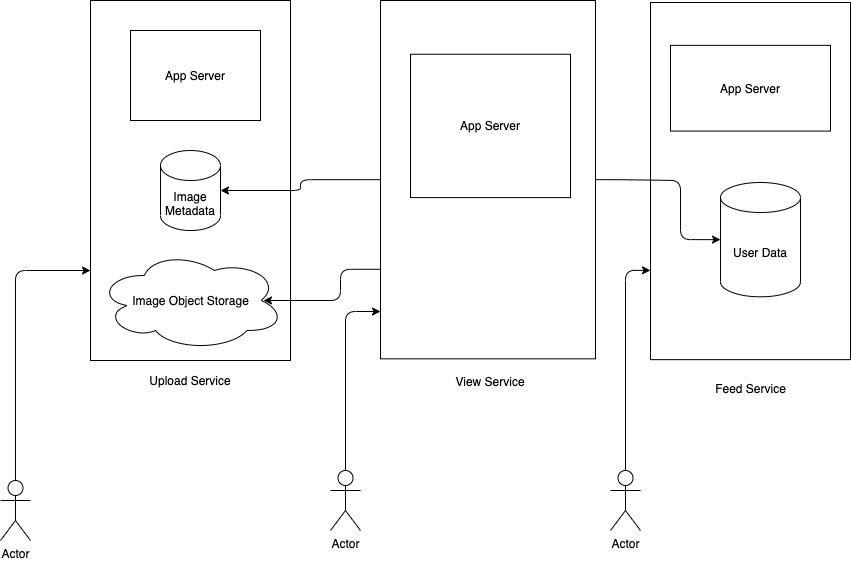 App Server
App Server
App Server
Image
Metadata
User Data
Image Object Storage
Upload Service
View Service
Feed Service
Actor
Actor
Actor